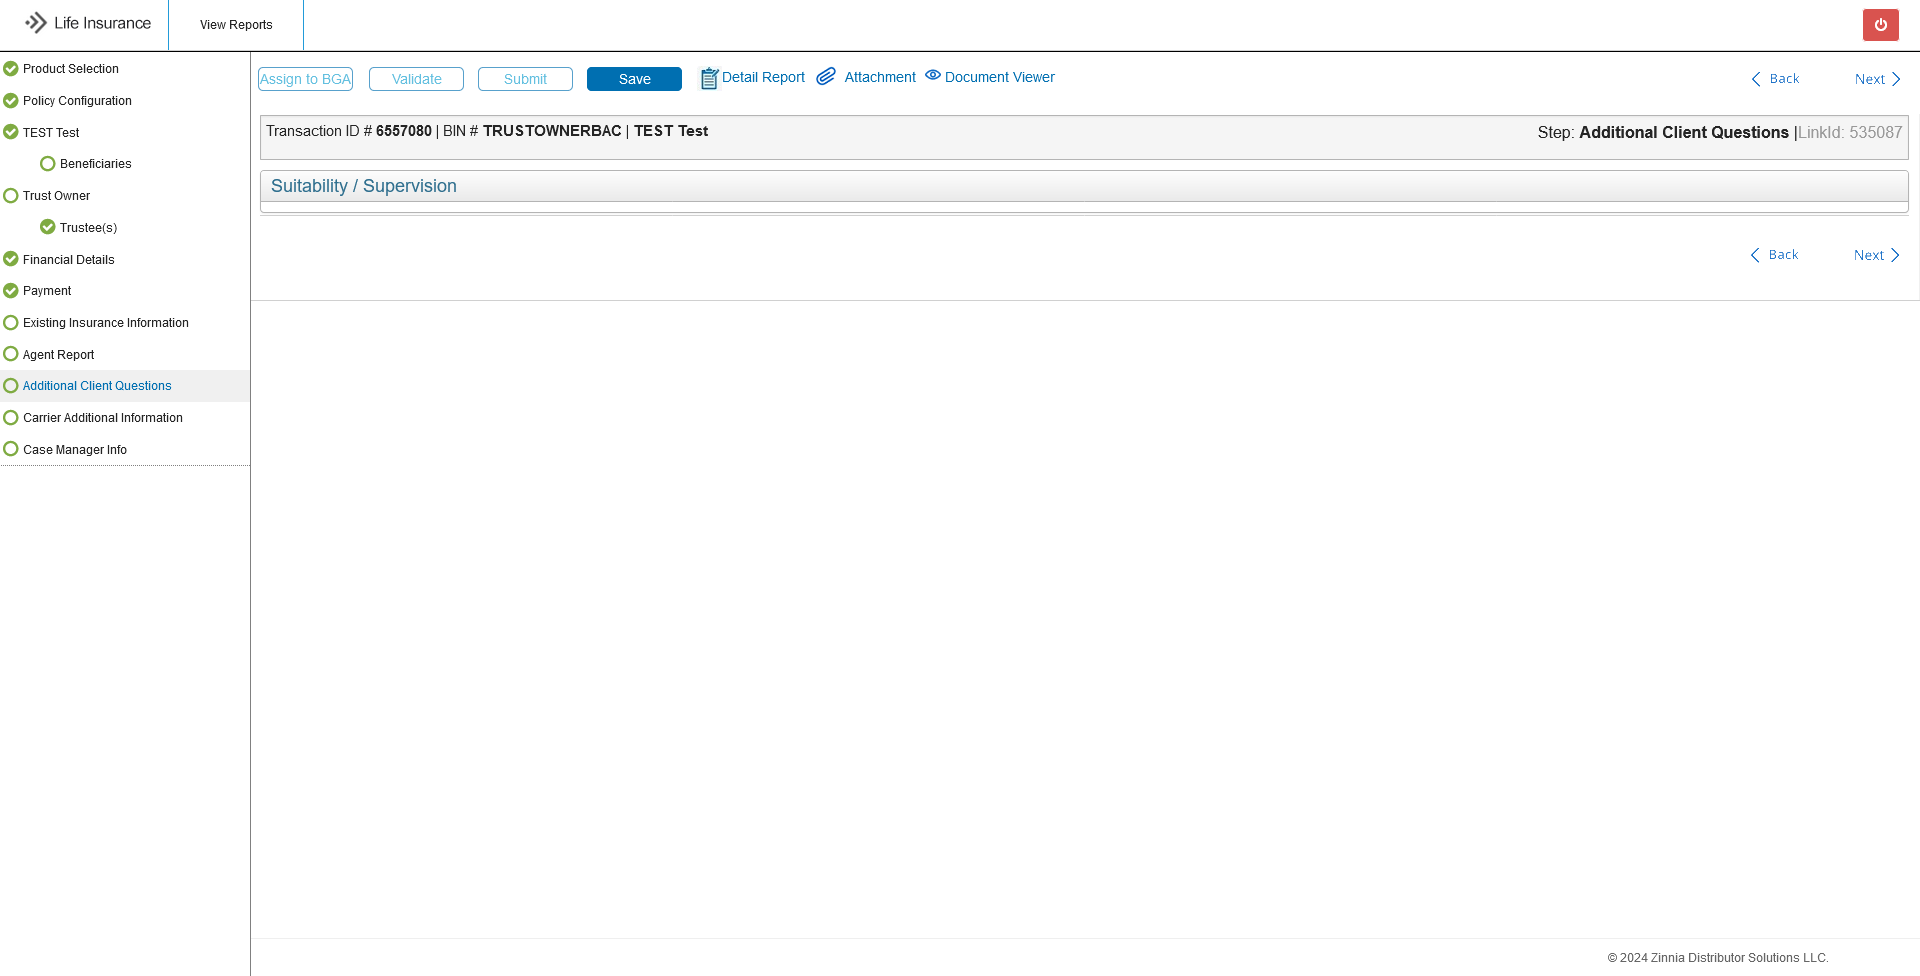 Life Insurance
View Reports
Product Selection
Policy Configuration
TEST Test
Beneficiaries
Trust Owner
Trustee(s)
Financial Details
Payment
Existing Insurance Information
Agent Report
Additional Client Questions
Carrier Additional Information
Case Manager Info
Assign to BGA Validate Submit Save Detail Report Attachment Document Viewer Back Next
Transaction ID # 6557080 | BIN # TRUSTOWNERBAC | TEST Test
Step: Additional Client Questions |LinkId: 535087
Suitability / Supervision
Back Next
© 2024 Zinnia Distributor Solutions LLC.